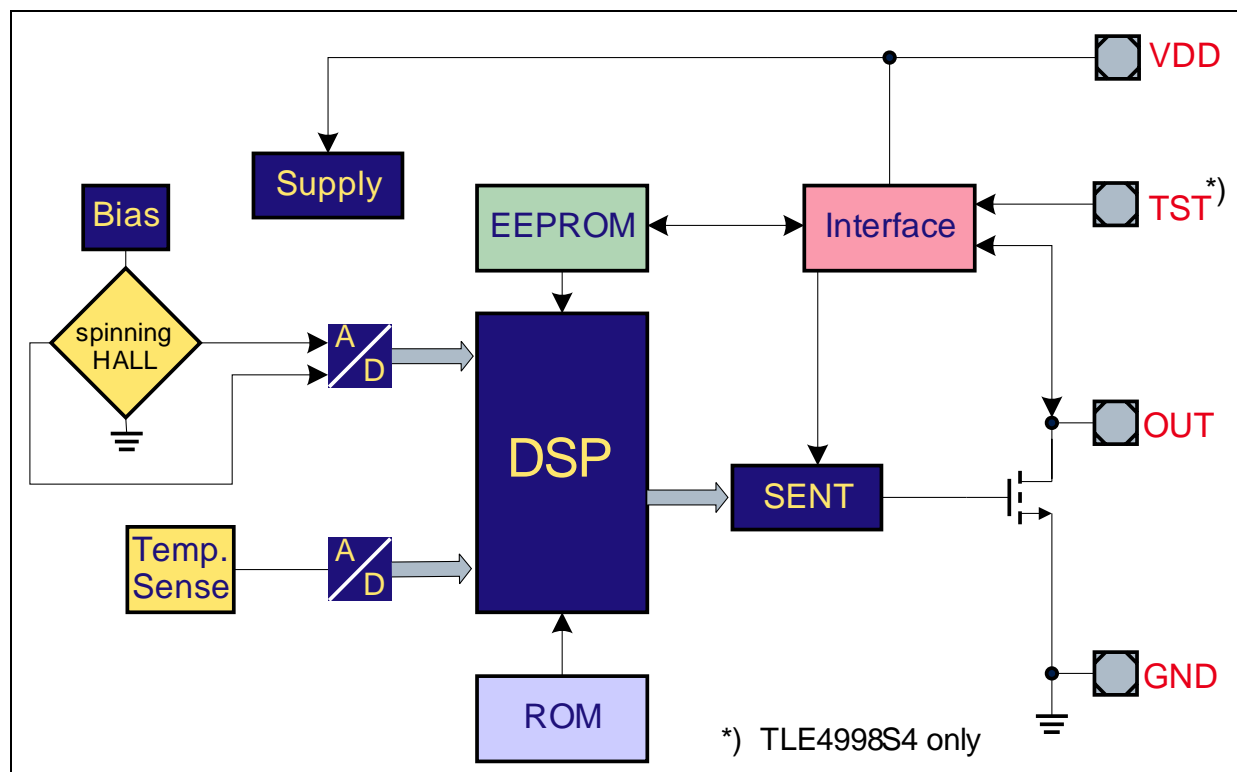 VDD
Supply
Bias
EEPROM
Interface
TST*)
spinning
HALL
A
D
DSP
OUT
SENT
Temp.
Sense
A
D
ROM
GND
*) TLE4998S4 only